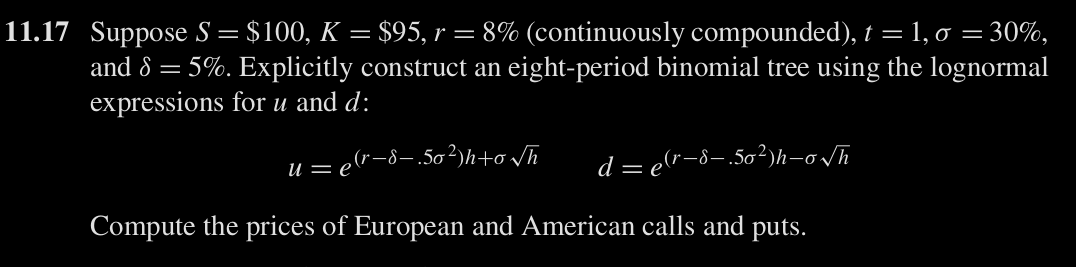 11.17 Suppose S = $100, K = $95, r = 8% (continuously compounded), t = 1, σ = 30%,
and δ = 5%. Explicitly construct an eight-period binomial tree using the lognormal
expressions for u and d:
u = e^{(r−δ−.5σ^2)h+σ√h} d = e^{(r−δ−.5σ^2)h−σ√h}
Compute the prices of European and American calls and puts.